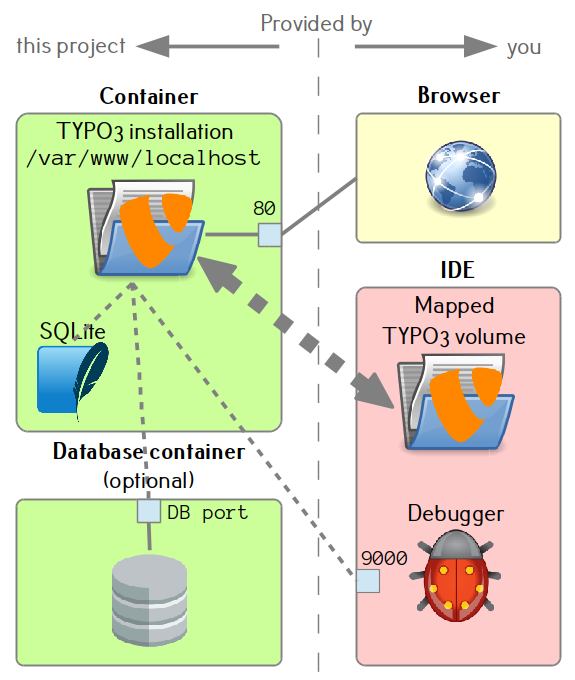 Provided by
this project
you
Container
TYPO3 installation
/var/www/localhost
80
SQLite
Database container
(optional)
DB port
Browser
IDE
Mapped
TYPO3 volume
Debugger
9000